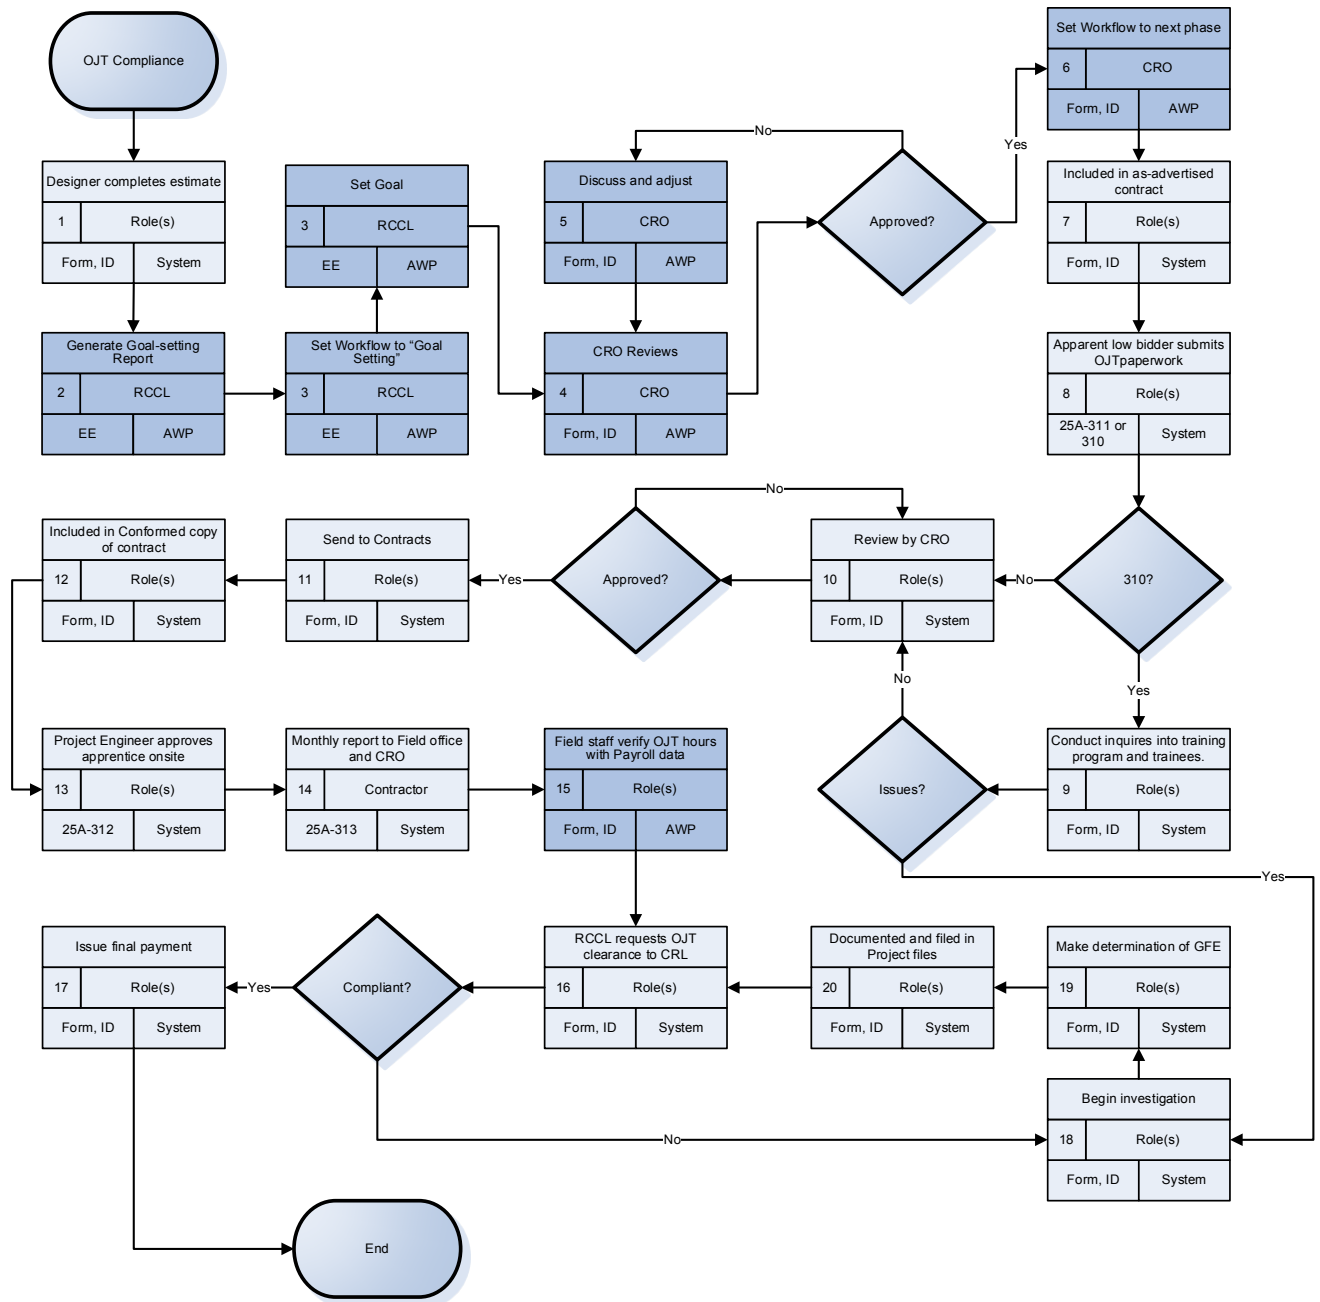 OJT Compliance
Designer completes estimate
1
Role(s)
Form, ID
System
Generate Goal-setting
Report
2
RCCL
EE
AWP
Set Workflow to “Goal
Setting”
3
RCCL
EE
AWP
Set Goal
3
RCCL
EE
AWP
CRO Reviews
4
CRO
Form, ID
AWP
Discuss and adjust
5
CRO
Form, ID
AWP
Approved?
No
Yes
Set Workflow to next phase
6
CRO
Form, ID
AWP
Included in as-advertised
contract
7
Role(s)
Form, ID
System
Apparent low bidder submits
OJTpaperwork
8
Role(s)
25A-311 or
310
System
310?
No
Yes
Conduct inquires into training
program and trainees.
9
Role(s)
Form, ID
System
Issues?
No
Yes
Review by CRO
10
Role(s)
Form, ID
System
Approved?
No
Yes
Send to Contracts
11
Role(s)
Form, ID
System
Included in Conformed copy
of contract
12
Role(s)
Form, ID
System
Project Engineer approves
apprentice onsite
13
Role(s)
25A-312
System
Monthly report to Field office
and CRO
14
Contractor
25A-313
System
Field staff verify OJT hours
with Payroll data
15
Role(s)
Form, ID
AWP
RCCL requests OJT
clearance to CRL
16
Role(s)
Form, ID
System
Compliant?
Yes
No
Issue final payment
17
Role(s)
Form, ID
System
Begin investigation
18
Role(s)
Form, ID
System
Make determination of GFE
19
Role(s)
Form, ID
System
Documented and filed in
Project files
20
Role(s)
Form, ID
System
End